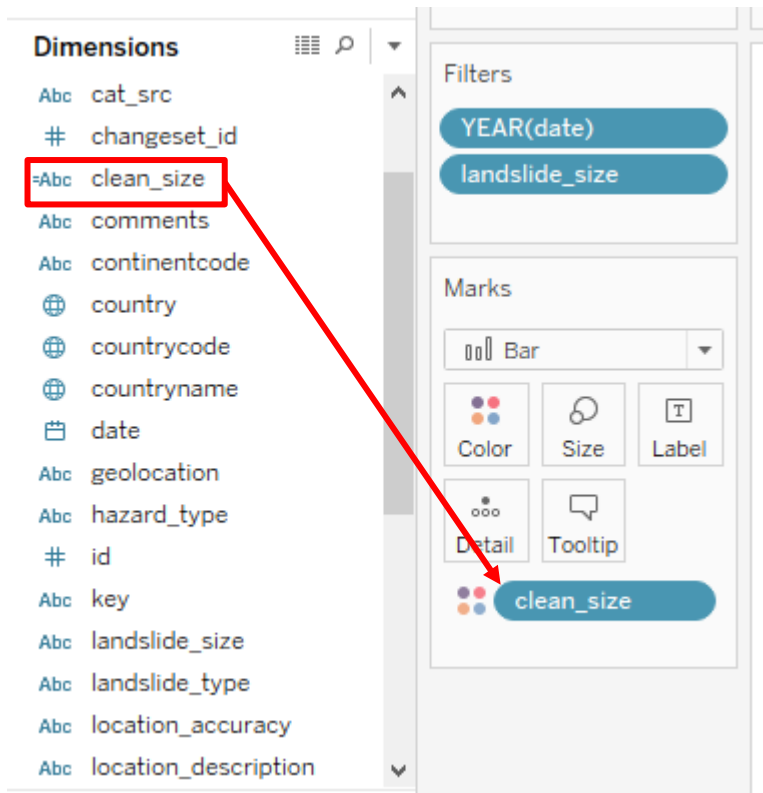 Dimensions
Abc cat_src
# changeset_id
=Abc clean_size
Abc comments
Abc continentcode
country
countrycode
countryname
date
Abc geolocation
Abc hazard_type
# id
Abc key
Abc landslide_size
Abc landslide_type
Abc location_accuracy
Abc location_description
Filters
YEAR(date)
landslide_size
Marks
Bar
Color Size Label
Detail Tooltip
clean_size